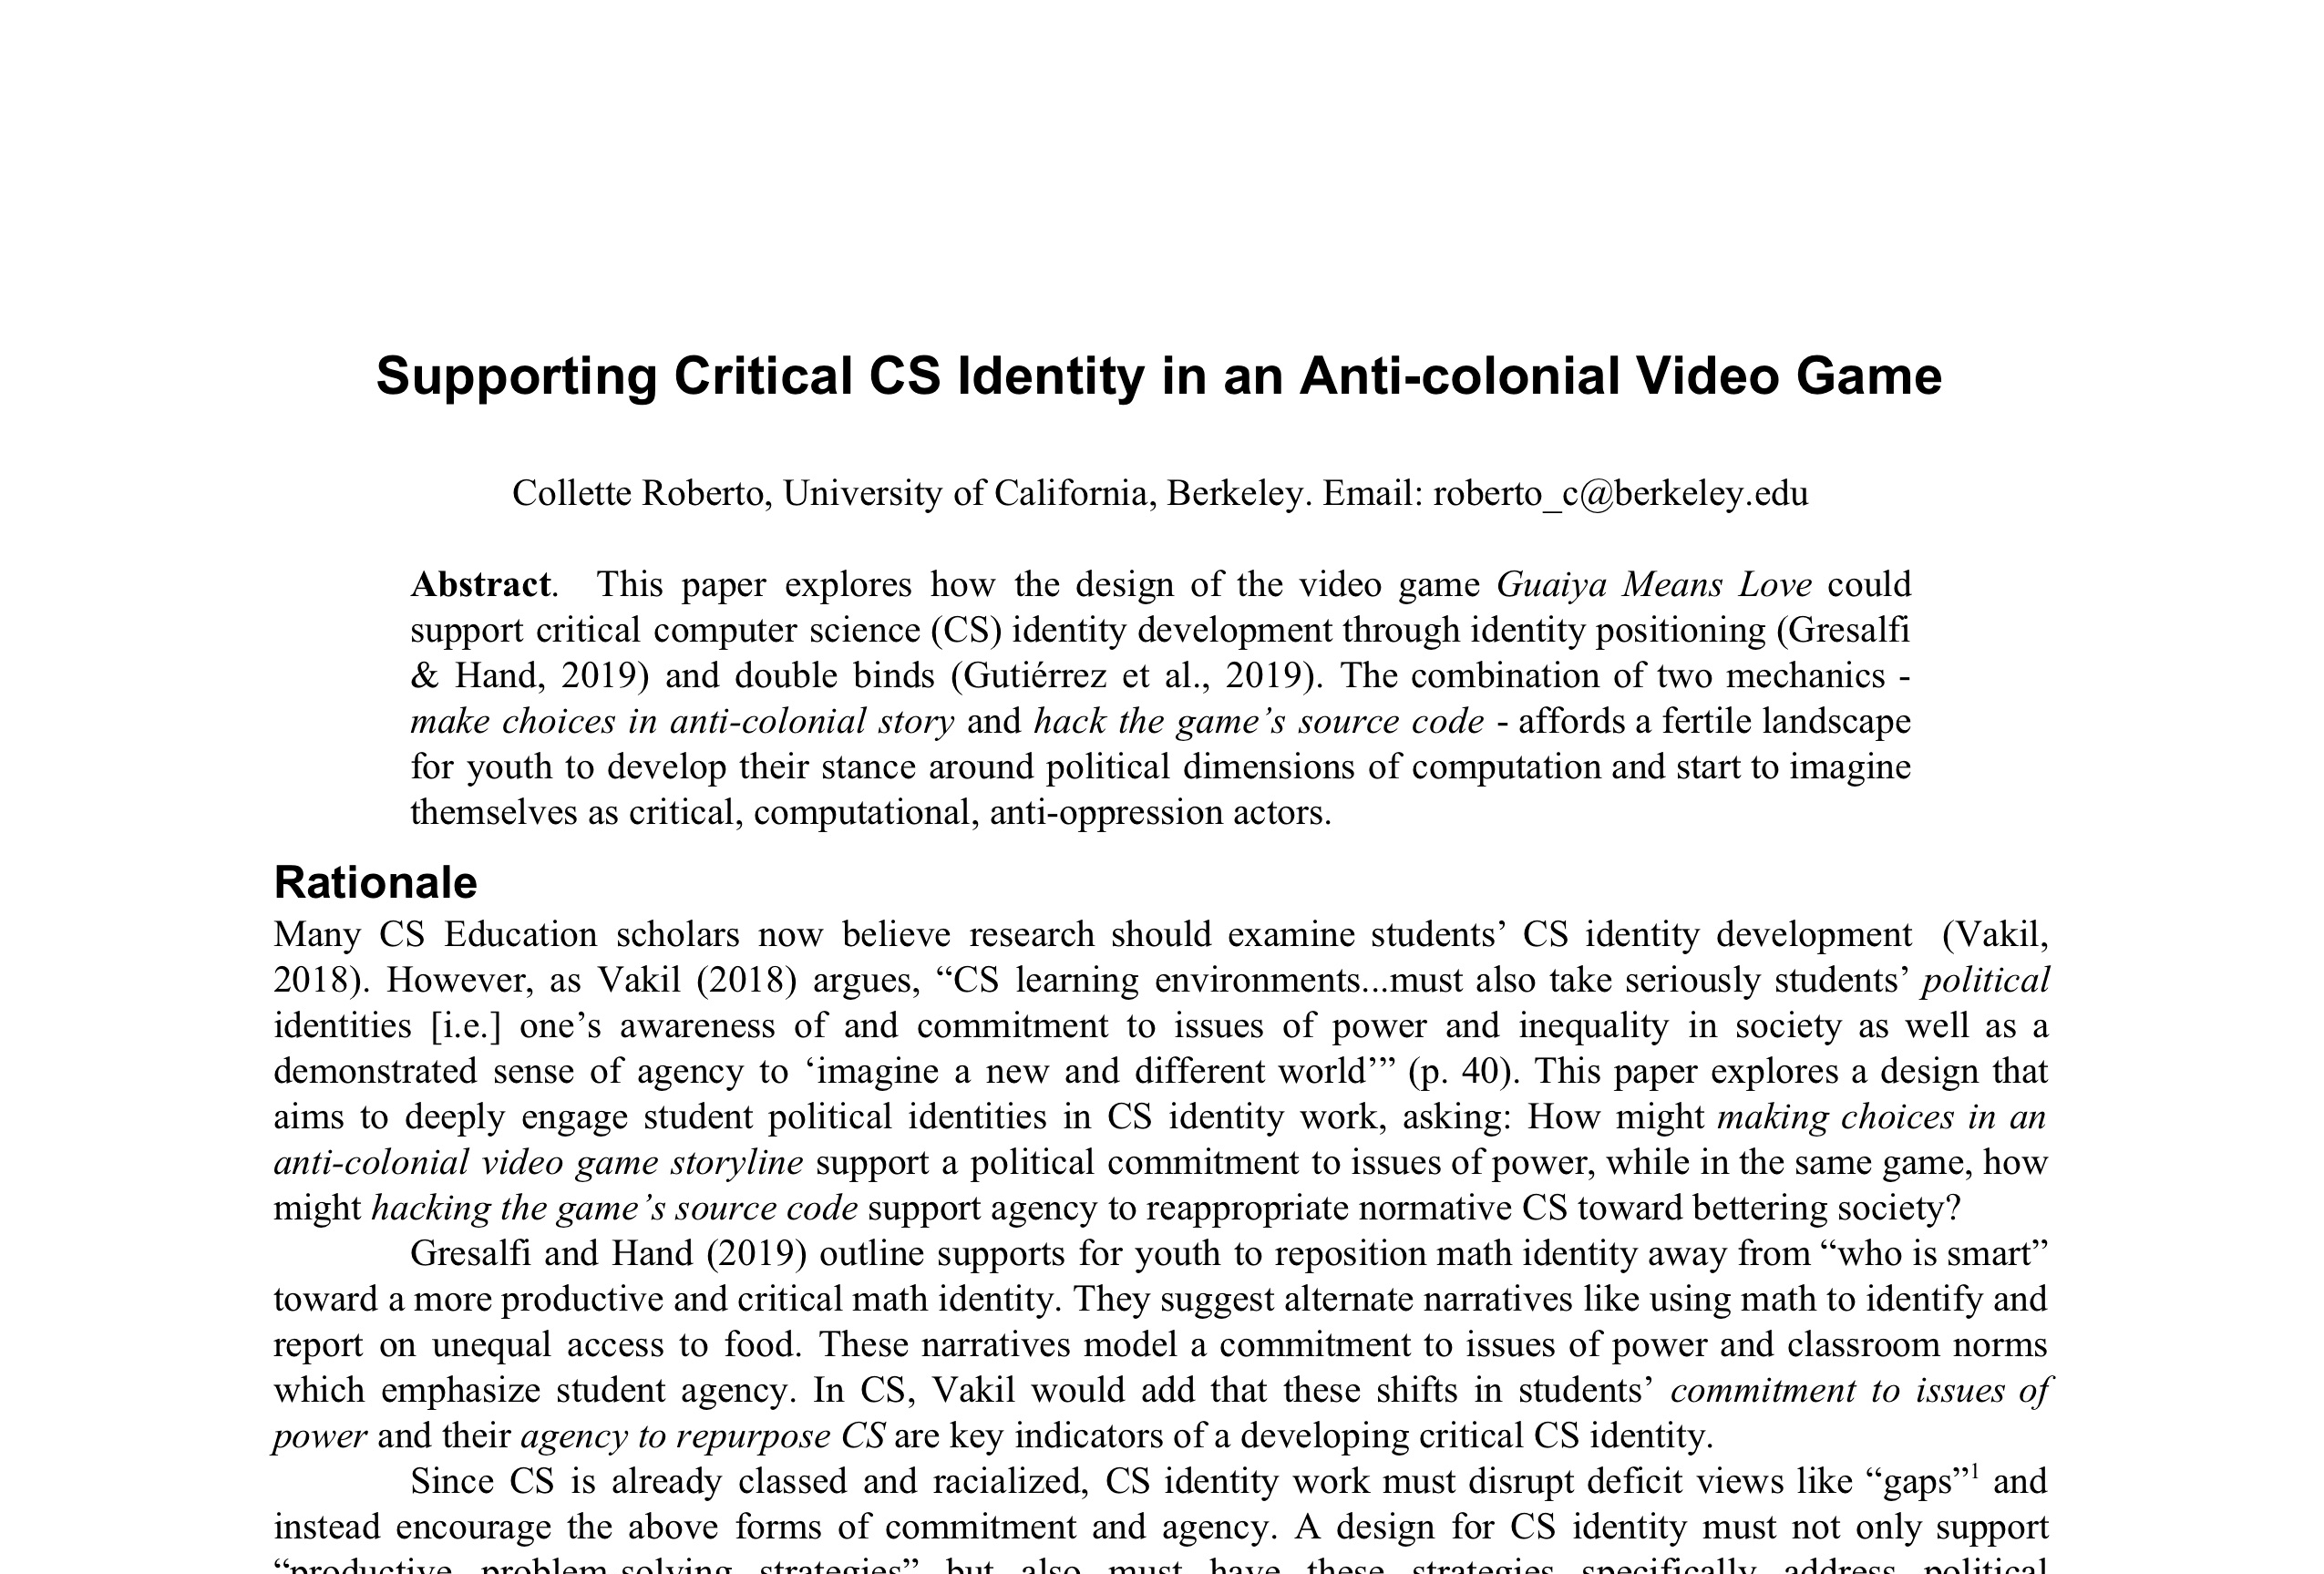 Supporting Critical CS Identity in an Anti-colonial Video Game
Collette Roberto, University of California, Berkeley. Email: roberto_c@berkeley.edu
Abstract. This paper explores how the design of the video game Guaiya Means Love could
support critical computer science (CS) identity development through identity positioning (Gresalfi
& Hand, 2019) and double binds (Gutiérrez et al., 2019). The combination of two mechanics -
make choices in anti-colonial story and hack the game’s source code - affords a fertile landscape
for youth to develop their stance around political dimensions of computation and start to imagine
themselves as critical, computational, anti-oppression actors.
Rationale
Many CS Education scholars now believe research should examine students’ CS identity development (Vakil,
2018). However, as Vakil (2018) argues, “CS learning environments...must also take seriously students’ political
identities [i.e.] one’s awareness of and commitment to issues of power and inequality in society as well as a
demonstrated sense of agency to ‘imagine a new and different world’” (p. 40). This paper explores a design that
aims to deeply engage student political identities in CS identity work, asking: How might making choices in an
anti-colonial video game storyline support a political commitment to issues of power, while in the same game, how
might hacking the game’s source code support agency to reappropriate normative CS toward bettering society?
Gresalfi and Hand (2019) outline supports for youth to reposition math identity away from “who is smart”
toward a more productive and critical math identity. They suggest alternate narratives like using math to identify and
report on unequal access to food. These narratives model a commitment to issues of power and classroom norms
which emphasize student agency. In CS, Vakil would add that these shifts in students’ commitment to issues of
power and their agency to repurpose CS are key indicators of a developing critical CS identity.
Since CS is already classed and racialized, CS identity work must disrupt deficit views like “gaps”¹ and
instead encourage the above forms of commitment and agency. A design for CS identity must not only support
“productive problem-solving strategies” but also must have these strategies specifically address political